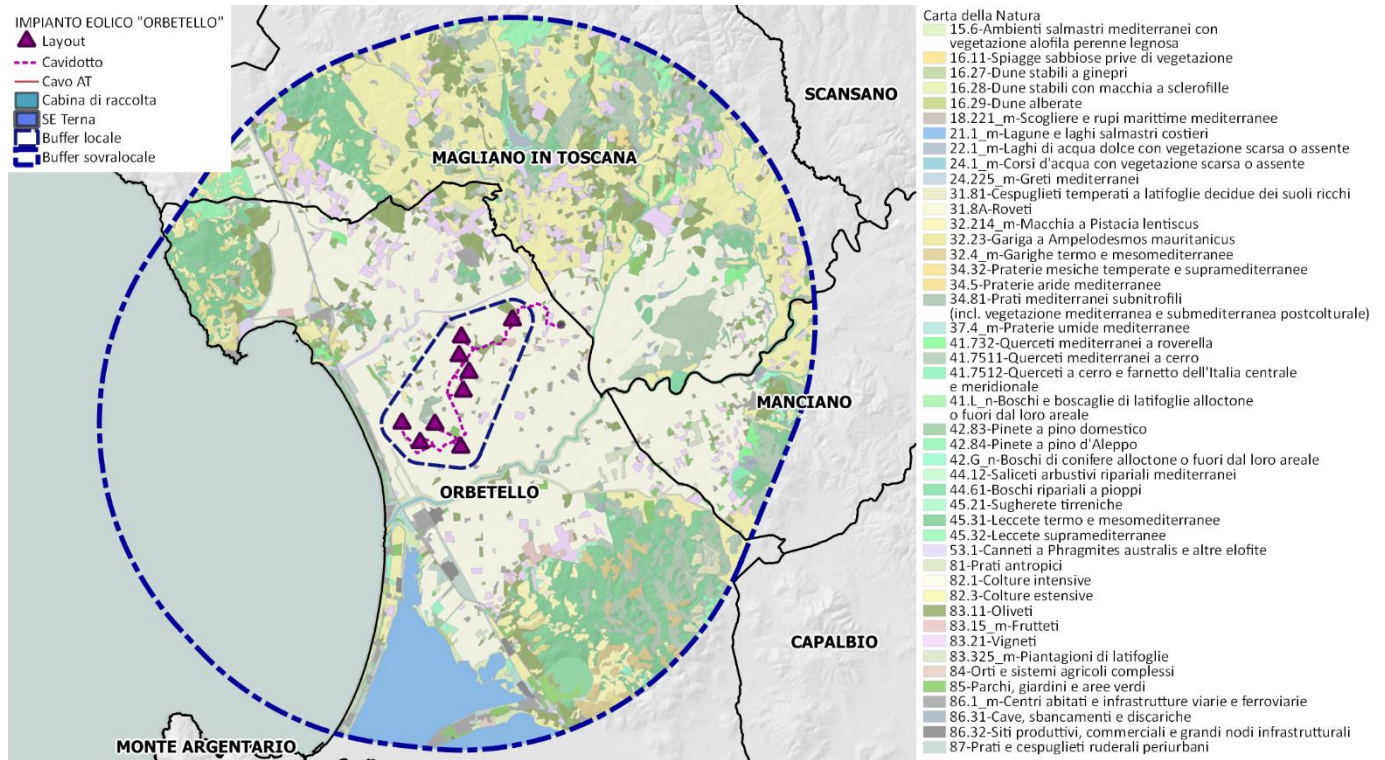 IMPIANTO EOLICO "ORBETELLO"
Layout
Cavidotto
Cavo AT
Cabina di raccolta
SE Terna
Buffer locale
Buffer sovralocale
SCANSANO
MAGLIANO IN TOSCANA
MANCIANO
ORBETELLO
CAPALBIO
MONTE ARGENTARIO
Carta della Natura
15.6-Ambienti salmastri mediterranei con
vegetazione alofila perenne legnosa
16.11-Spiagge sabbiose prive di vegetazione
16.27-Dune stabili a ginepri
16.28-Dune stabili con macchia a sclerofille
16.29-Dune alberate
18.221_m-Scogliere e rupi marittime mediterranee
21.1_m-Lagune e laghi salmastri costieri
22.1_m-Laghi di acqua dolce con vegetazione scarsa o assente
24.1_m-Corsi d'acqua con vegetazione scarsa o assente
24.225_m-Greti mediterranei
31.81-Cespuglieti temperati a latifoglie decidue dei suoli ricchi
31.8A-Roveti
32.214_m-Macchia a Pistacia lentiscus
32.23-Gariga a Ampelodesmos mauritanicus
32.4_m-Garighe termo e mesomediterranee
34.32-Praterie mesiche temperate e supramediterranee
34.5-Praterie aride mediterranee
34.81-Prati mediterranei subnitrofili
(incl. vegetazione mediterranea e submediterranea postcolturale)
37.4_m-Praterie umide mediterranee
41.732-Querceti mediterranei a roverella
41.7511-Querceti mediterranei a cerro
41.7512-Querceti a cerro e farnetto dell'Italia centrale
e meridionale
41.L_n-Boschi e boscaglie di latifoglie alloctone
o fuori dal loro areale
42.83-Pinete a pino domestico
42.84-Pinete a pino d'Aleppo
42.G_n-Boschi di conifere alloctone o fuori dal loro areale
44.12-Saliceti arbustivi ripariali mediterranei
44.61-Boschi ripariali a pioppi
45.21-Sugherete tirreniche
45.31-Leccete termo e mesomediterranee
45.32-Leccete supramediterranee
53.1-Canneti a Phragmites australis e altre elofite
81-Prati antropici
82.1-Colture intensive
82.3-Colture estensive
83.11-Oliveti
83.15_m-Frutteti
83.21-Vigneti
83.325_m-Piantagioni di latifoglie
84-Orti e sistemi agricoli complessi
85-Parchi, giardini e aree verdi
86.1_m-Centri abitati e infrastrutture viarie e ferroviarie
86.31-Cave, sbancamenti e discariche
86.32-Siti produttivi, commerciali e grandi nodi infrastrutturali
87-Prati e cespuglieti ruderali periurbani